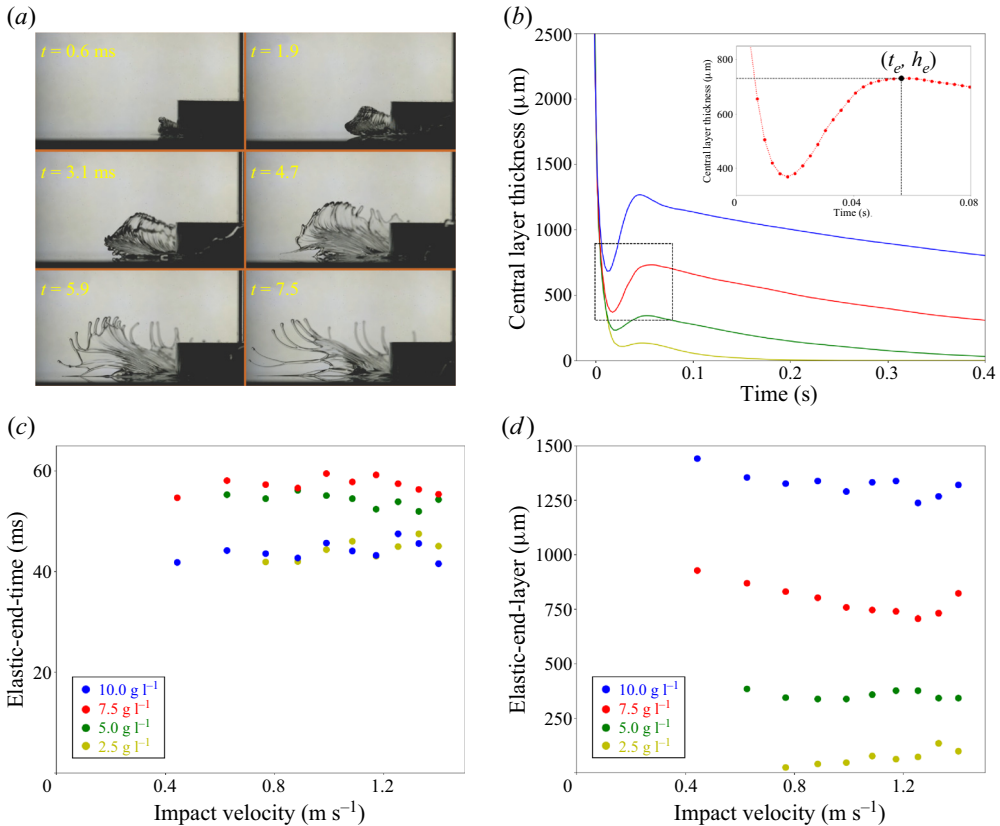 (a)
t = 0.6 ms
1.9
t = 3.1 ms
4.7
t = 5.9
t = 7.5
(b)
2500
2000
1500
1000
500
0
Central layer thickness (μm)
0
0.1
0.2
0.3
0.4
Time (s)
800
600
400
Central layer thickness (μm)
0
0.04
0.08
Time (s)
(tₑ, hₑ)
(c)
60
40
20
Elastic-end-time (ms)
10.0 g l⁻¹
7.5 g l⁻¹
5.0 g l⁻¹
2.5 g l⁻¹
0
0.4
0.8
1.2
Impact velocity (m s⁻¹)
(d)
1500
1250
1000
750
500
250
Elastic-end-layer (μm)
10.0 g l⁻¹
7.5 g l⁻¹
5.0 g l⁻¹
2.5 g l⁻¹
0
0.4
0.8
1.2
Impact velocity (m s⁻¹)